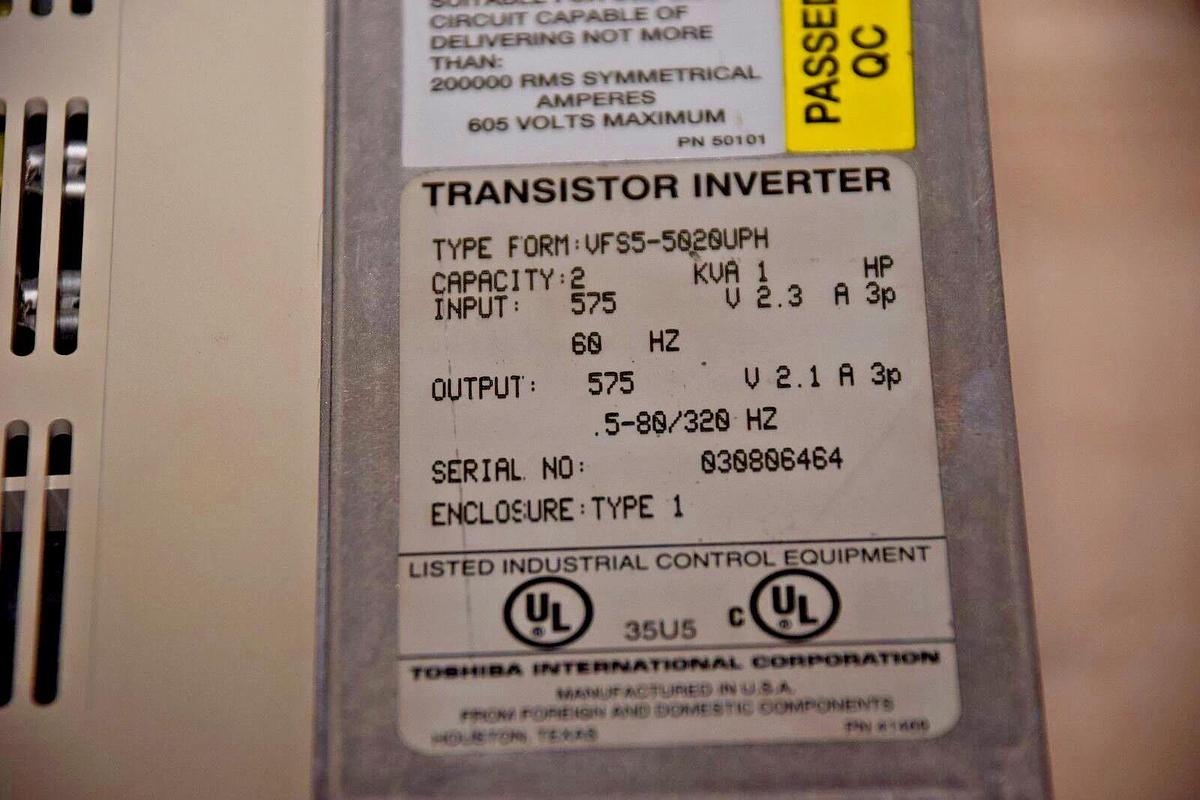 CIRCUIT CAPABLE OF
DELIVERING NOT MORE
THAN:
200000 RMS SYMMETRICAL
AMPERES
605 VOLTS MAXIMUM
PN 50101
PASSED
QC
TRANSISTOR INVERTER
TYPE FORM:VFS5-5020UPH
CAPACITY:2 KVA 1 HP
INPUT: 575 V 2.3 A 3p
60 HZ
OUTPUT: 575 V 2.1 A 3p
.5-80/320 HZ
SERIAL NO: 030806464
ENCLOSURE:TYPE 1
LISTED INDUSTRIAL CONTROL EQUIPMENT
UL ® 35U5 C UL ®
TOSHIBA INTERNATIONAL CORPORATION
MANUFACTURED IN U.S.A.
FROM FOREIGN AND DOMESTIC COMPONENTS
HOUSTON, TEXAS PN